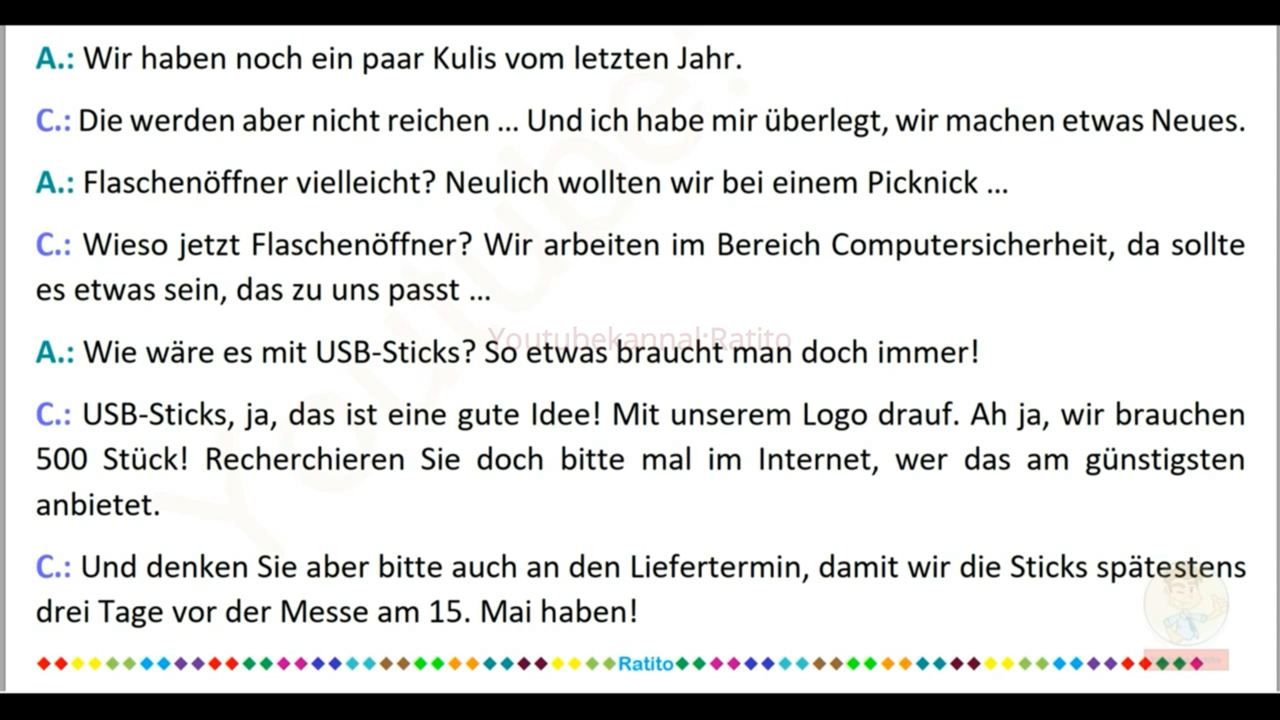 A.: Wir haben noch ein paar Kulis vom letzten Jahr.
C.: Die werden aber nicht reichen ... Und ich habe mir überlegt, wir machen etwas Neues.
A.: Flaschenöffner vielleicht? Neulich wollten wir bei einem Picknick ...
C.: Wieso jetzt Flaschenöffner? Wir arbeiten im Bereich Computersicherheit, da sollte
es etwas sein, das zu uns passt ...
Youtubekannal:Ratito
A.: Wie wäre es mit USB-Sticks? So etwas braucht man doch immer!
C.: USB-Sticks, ja, das ist eine gute Idee! Mit unserem Logo drauf. Ah ja, wir brauchen
500 Stück! Recherchieren Sie doch bitte mal im Internet, wer das am günstigsten
anbietet.
C.: Und denken Sie aber bitte auch an den Liefertermin, damit wir die Sticks spätestens
drei Tage vor der Messe am 15. Mai haben!
Ratito